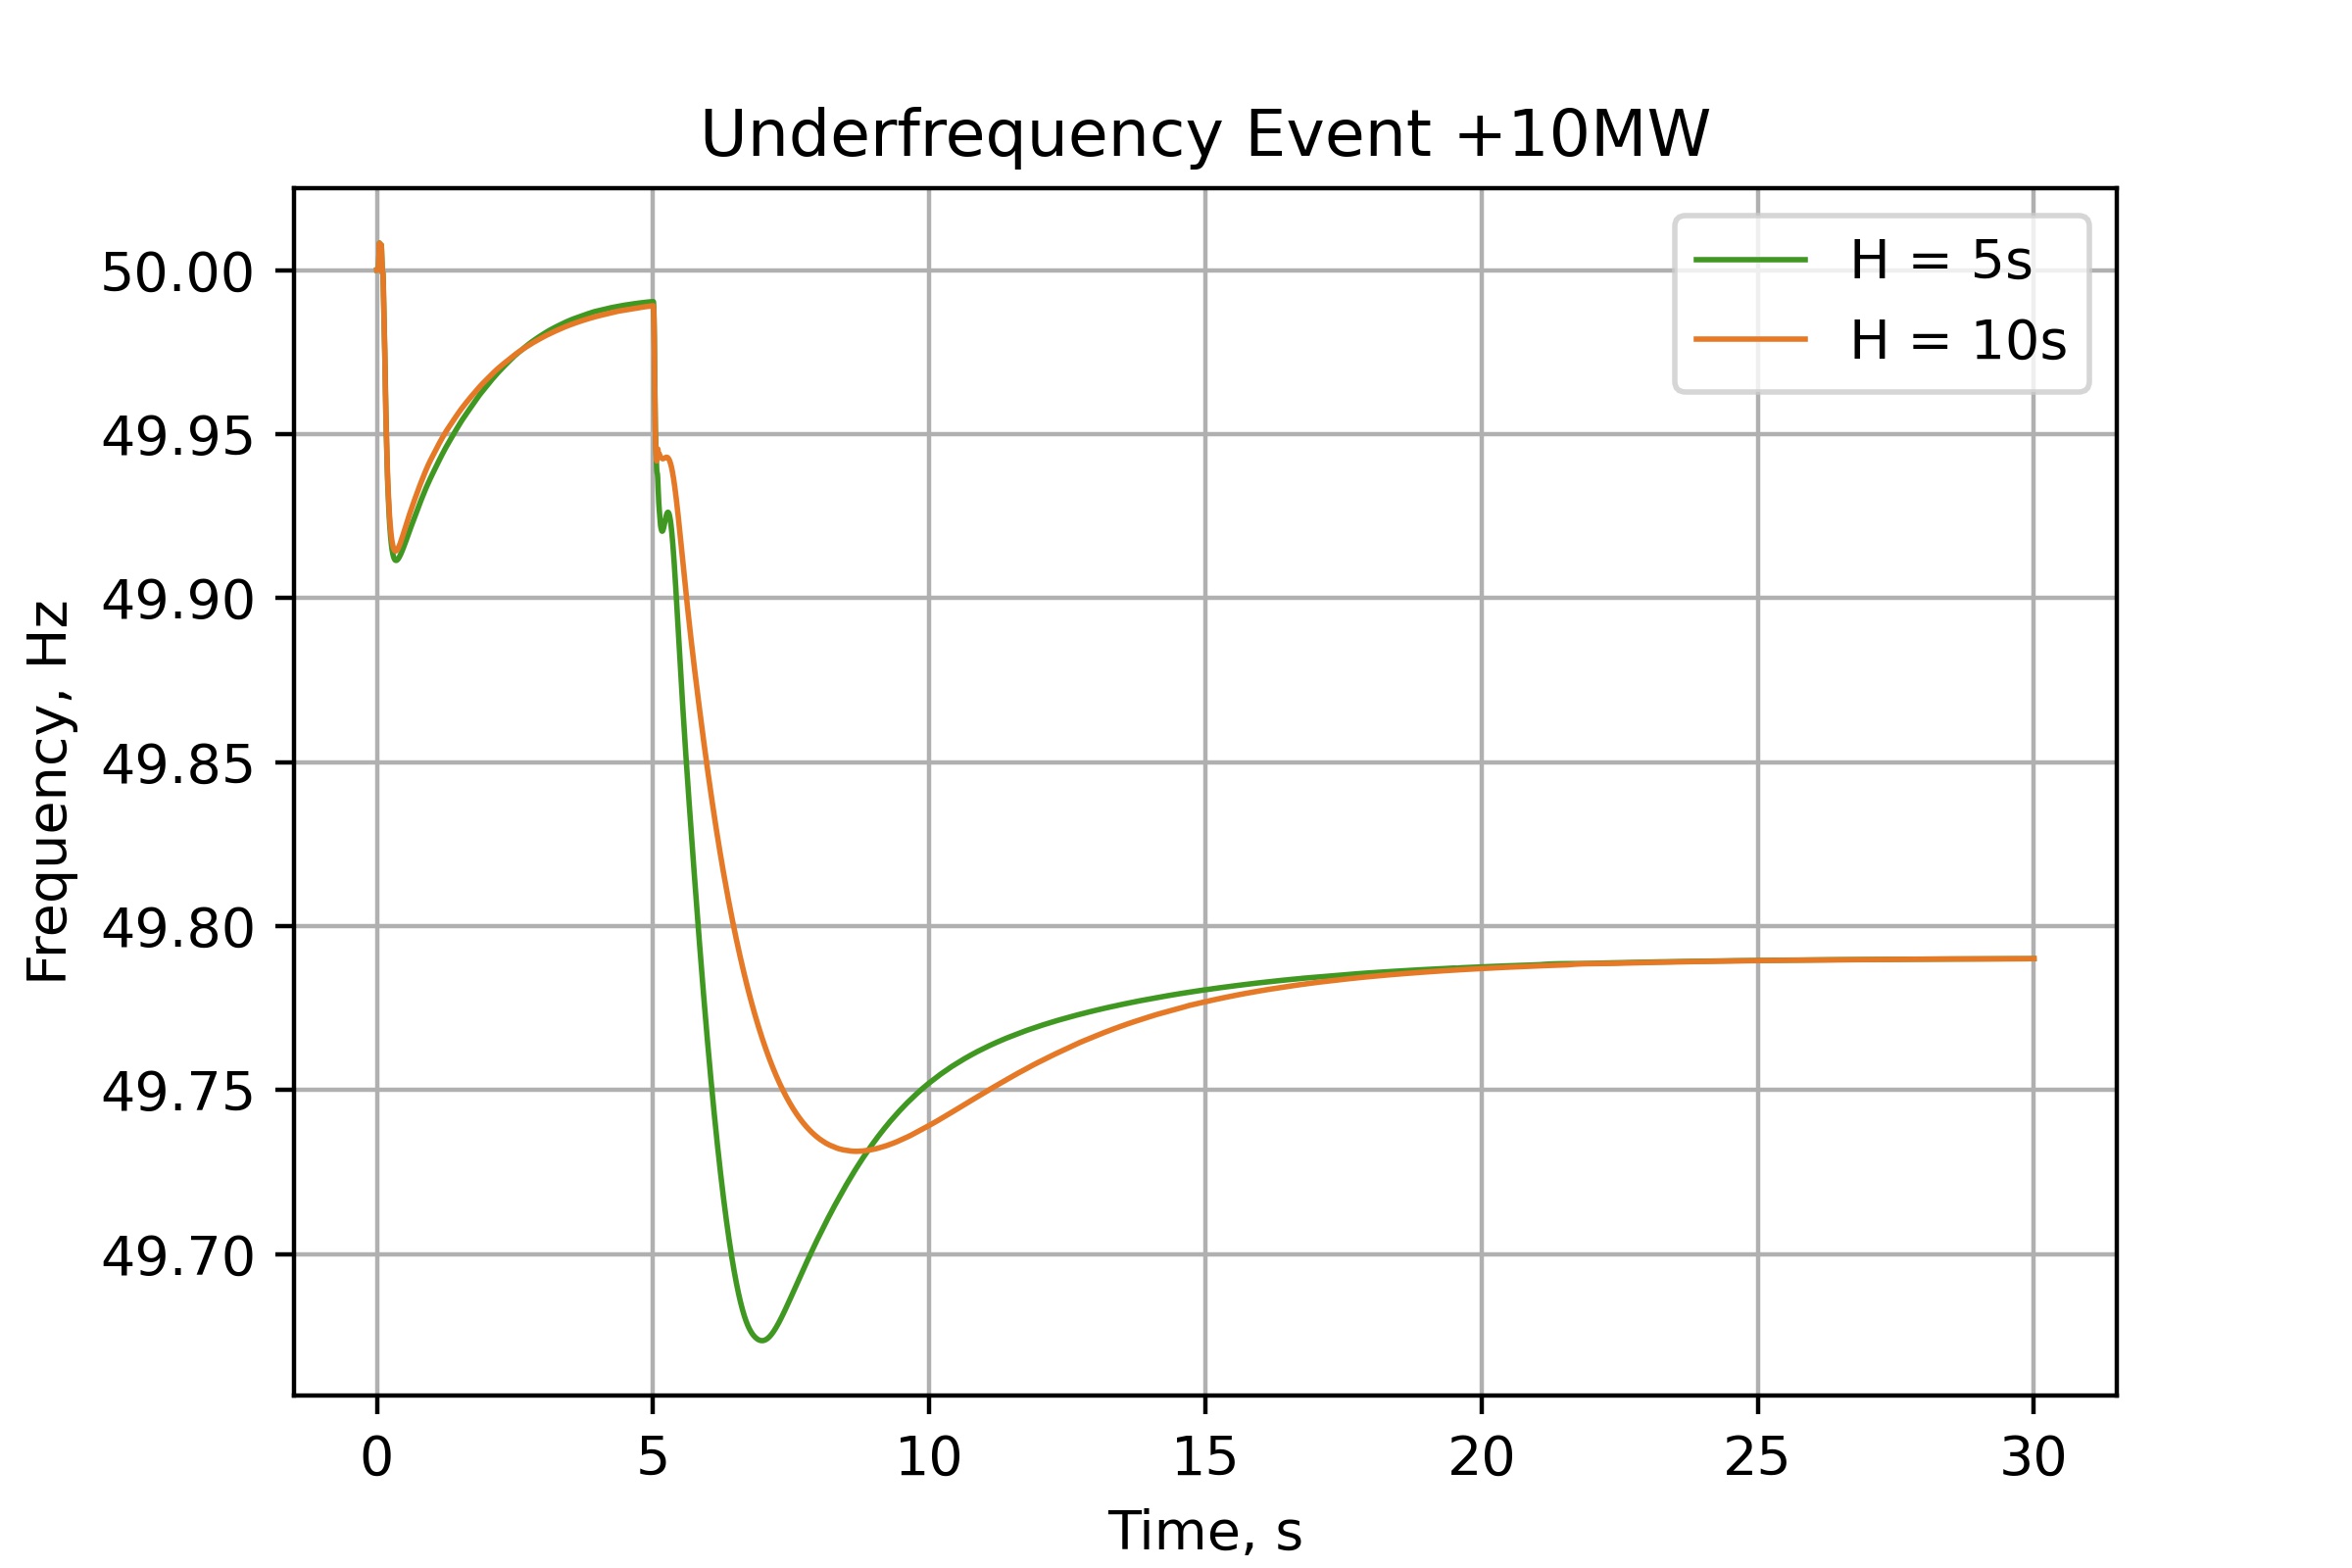 Underfrequency Event +10MW
H = 5s
H = 10s
Frequency, Hz
50.00
49.95
49.90
49.85
49.80
49.75
49.70
0 5 10 15 20 25 30
Time, s